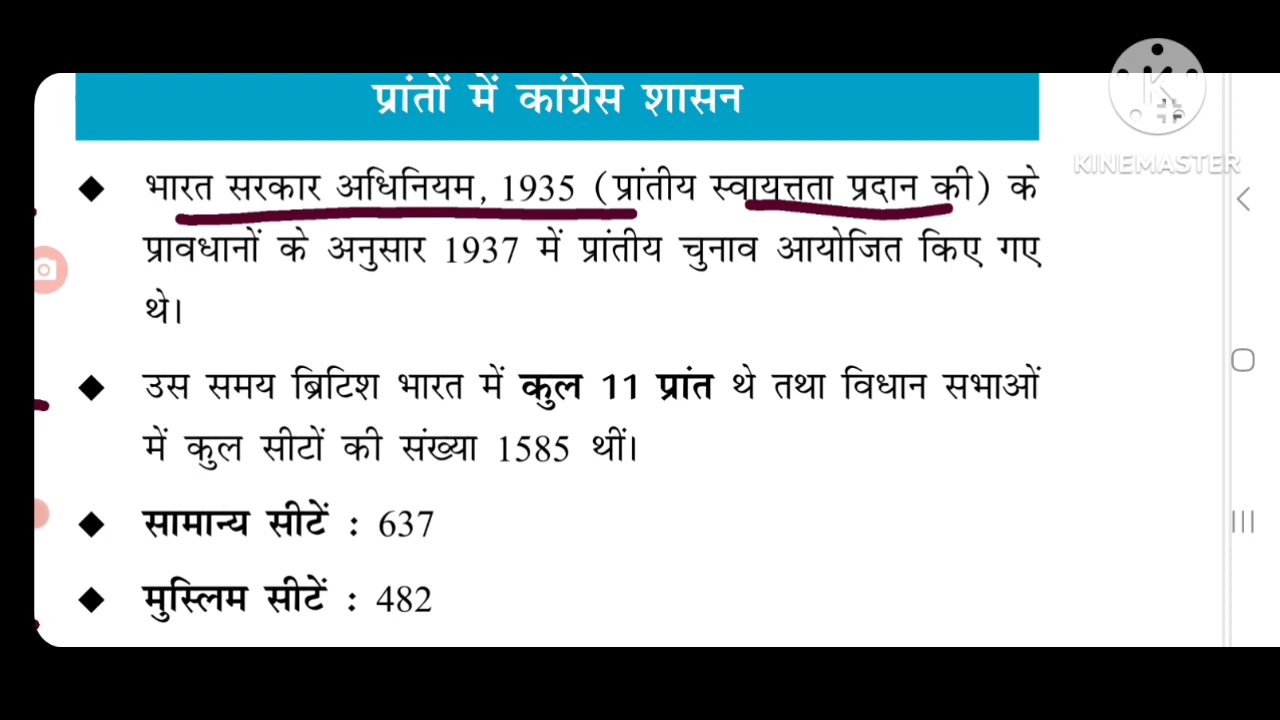 प्रांतों में कांग्रेस शासन
KINEMASTER
◆ भारत सरकार अधिनियम, 1935 (प्रांतीय स्वायत्तता प्रदान की) के
प्रावधानों के अनुसार 1937 में प्रांतीय चुनाव आयोजित किए गए
थे।
◆ उस समय ब्रिटिश भारत में कुल 11 प्रांत थे तथा विधान सभाओं
में कुल सीटों की संख्या 1585 थीं।
◆ सामान्य सीटें : 637
◆ मुस्लिम सीटें : 482